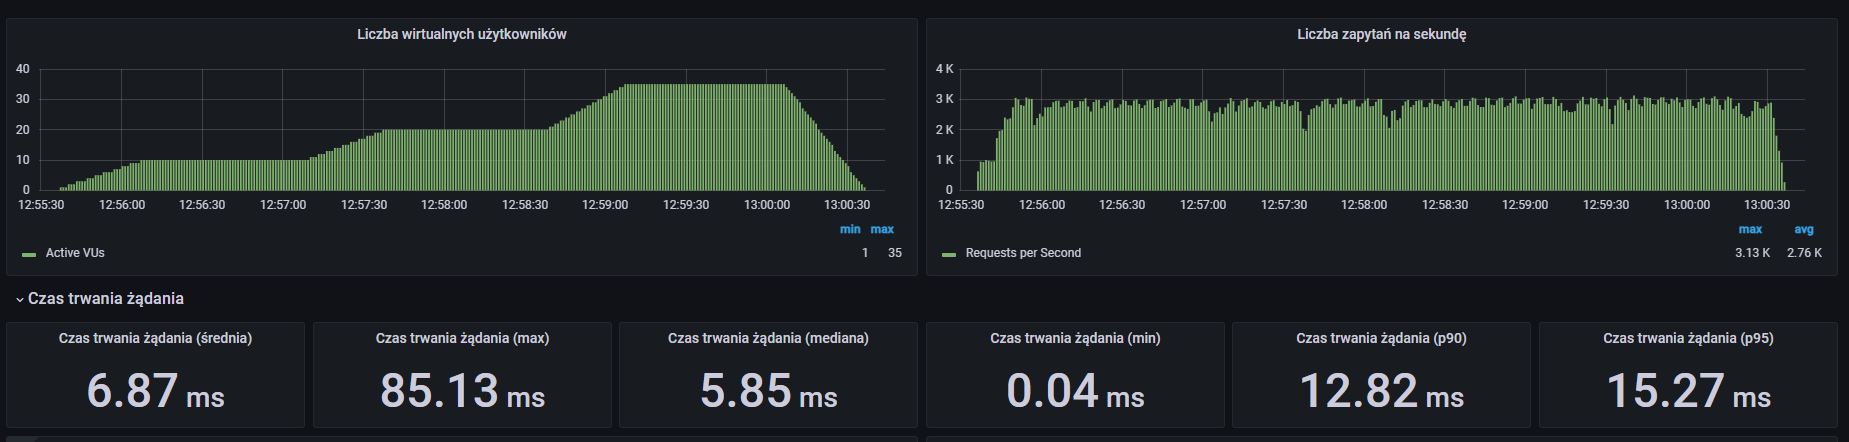 Liczba wirtualnych użytkowników
40
30
20
10
0
12:55:30 12:56:00 12:56:30 12:57:00 12:57:30 12:58:00 12:58:30 12:59:00 12:59:30 13:00:00 13:00:30
min max
Active VUs 1 35
Liczba zapytań na sekundę
4 K
3 K
2 K
1 K
0
12:55:30 12:56:00 12:56:30 12:57:00 12:57:30 12:58:00 12:58:30 12:59:00 12:59:30 13:00:00 13:00:30
max avg
Requests per Second 3.13 K 2.76 K
Czas trwania żądania
Czas trwania żądania (średnia)
6.87 ms
Czas trwania żądania (max)
85.13 ms
Czas trwania żądania (mediana)
5.85 ms
Czas trwania żądania (min)
0.04 ms
Czas trwania żądania (p90)
12.82 ms
Czas trwania żądania (p95)
15.27 ms